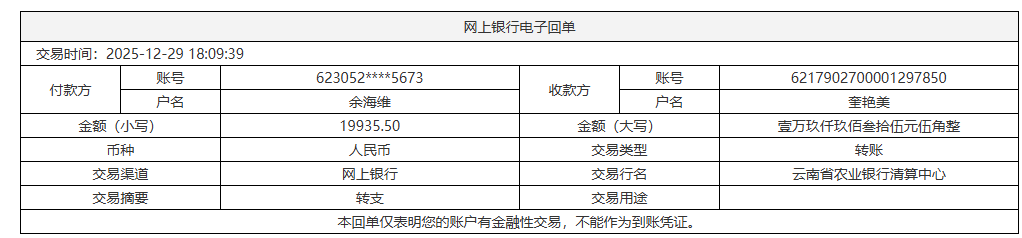 网上银行电子回单
交易时间：2025-12-29 18:09:39
付款方 账号 623052****5673 收款方 账号 6217902700001297850
户名 余海维 户名 奎艳美
金额（小写） 19935.50 金额（大写） 壹万玖仟玖佰叁拾伍元伍角整
币种 人民币 交易类型 转账
交易渠道 网上银行 交易行名 云南省农业银行清算中心
交易摘要 转支 交易用途
本回单仅表明您的账户有金融性交易，不能作为到账凭证。